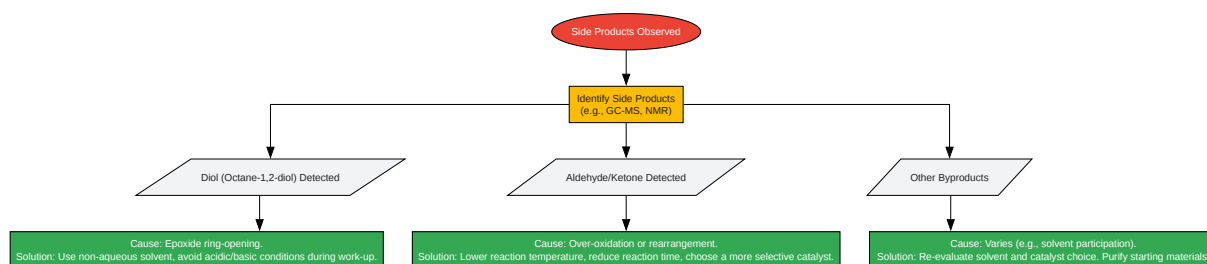 Side Products Observed
Identify Side Products
(e.g., GC-MS, NMR)
Diol (Octane-1,2-diol) Detected
Aldehyde/Ketone Detected
Other Byproducts
Cause: Epoxide ring-opening.
Solution: Use non-aqueous solvent, avoid acidic/basic conditions during work-up.
Cause: Over-oxidation or rearrangement.
Solution: Lower reaction temperature, reduce reaction time, choose a more selective catalyst.
Cause: Varies (e.g., solvent participation).
Solution: Re-evaluate solvent and catalyst choice. Purify starting materials